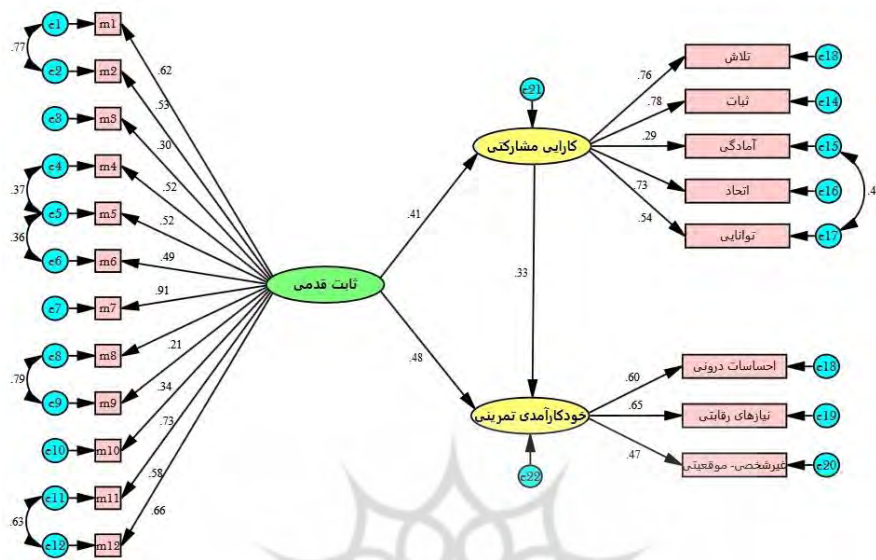 e1 m1
.77
.62
e2 m2
.53
e3 m3
.30
e4 m4
.52
.37
e5 m5
.52
.36
e6 m6
.49
e7 m7
.91
e8 m8
.21
.79
e9 m9
.34
e10 m10
.73
e11 m11
.58
.63
e12 m12
.66
ثابت قدمی
.41
.48
e21
کارایی مشارکتی
.33
خودکارآمدی تمرینی
e22
.76
تلاش
e18
.78
ثبات
e14
.29
آمادگی
e15
.73
اتحاد
e16
.4
.54
توانایی
e17
.60
احساسات درونی
e18
.65
نیازهای رقابتی
e19
.47
غیرشخصی- موقعیتی
e20